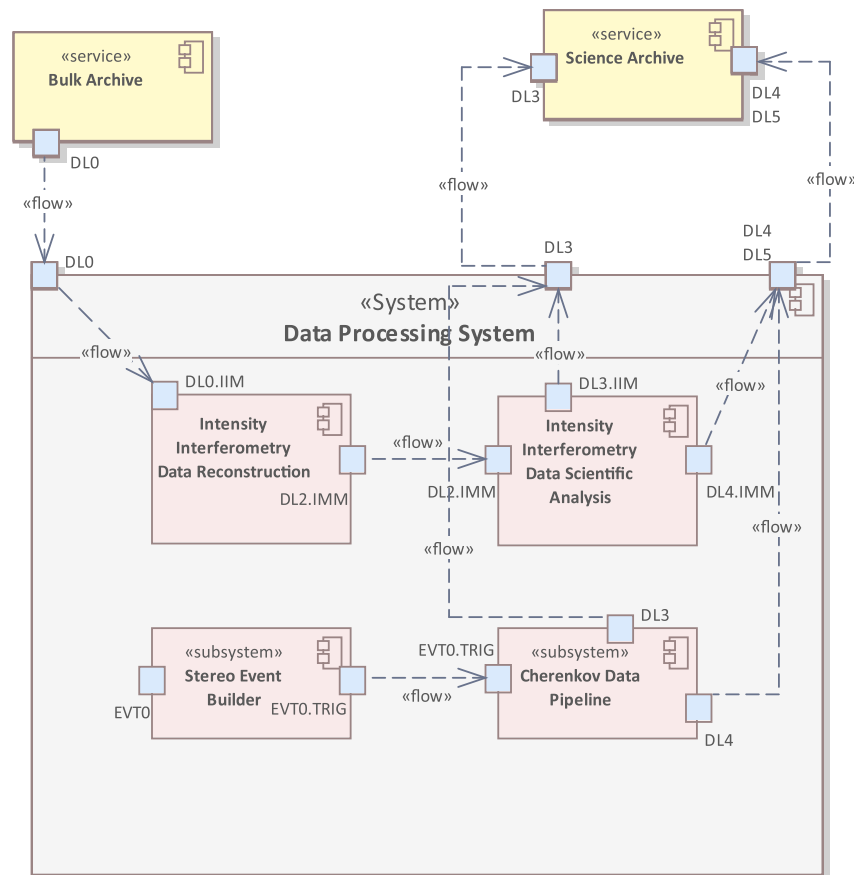 «service»
Bulk Archive
DL0
«flow»
DL0
«service»
Science Archive
DL3
DL4
DL5
«flow»
«flow»
DL3
DL4
DL5
«System»
Data Processing System
«flow»
«flow»
«flow»
DL0.IIM
Intensity
Interferometry
Data Reconstruction
DL2.IMM
«flow»
DL3.IIM
Intensity
Interferometry
Data Scientific
Analysis
DL2.IMM
DL4.IMM
«flow»
«flow»
«subsystem»
Stereo Event
Builder
EVT0
EVT0.TRIG
«flow»
EVT0.TRIG
DL3
«subsystem»
Cherenkov Data
Pipeline
DL4